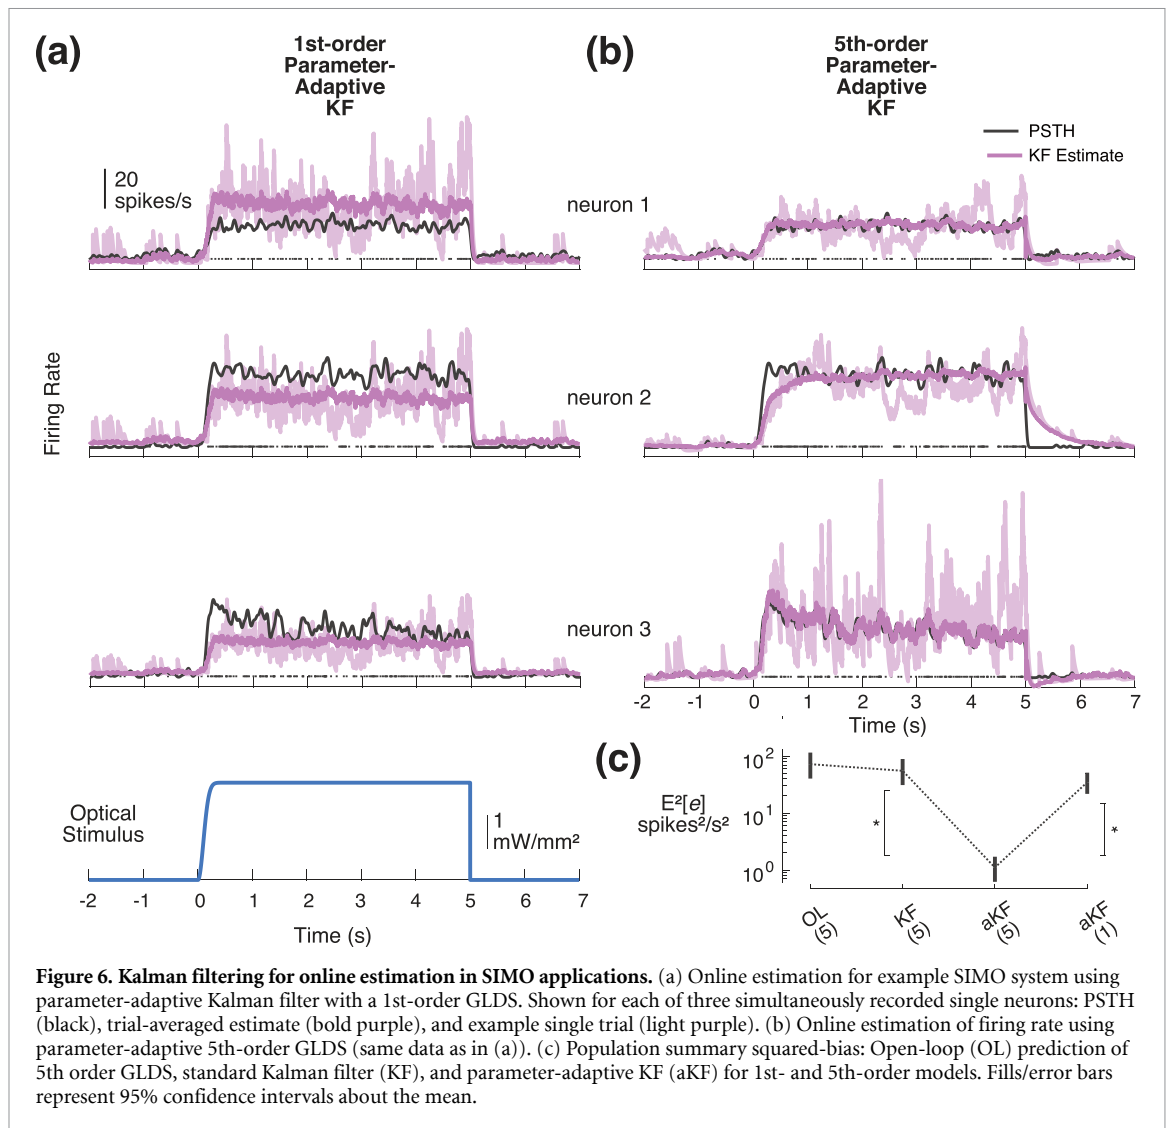 (a)
1st-order
Parameter-
Adaptive
KF
(b)
5th-order
Parameter-
Adaptive
KF
PSTH
KF Estimate
20
spikes/s
neuron 1
Firing Rate
neuron 2
neuron 3
-2 -1 0 1 2 3 4 5 6 7
Time (s)
Optical
Stimulus
1
mW/mm²
-2 -1 0 1 2 3 4 5 6 7
Time (s)
(c)
E²[e]
spikes²/s²
10²
10¹
10⁰
*
*
OL
(5)
KF
(5)
aKF
(5)
aKF
(1)
Figure 6. Kalman filtering for online estimation in SIMO applications. (a) Online estimation for example SIMO system using
parameter-adaptive Kalman filter with a 1st-order GLDS. Shown for each of three simultaneously recorded single neurons: PSTH
(black), trial-averaged estimate (bold purple), and example single trial (light purple). (b) Online estimation of firing rate using
parameter-adaptive 5th-order GLDS (same data as in (a)). (c) Population summary squared-bias: Open-loop (OL) prediction of
5th order GLDS, standard Kalman filter (KF), and parameter-adaptive KF (aKF) for 1st- and 5th-order models. Fills/error bars
represent 95% confidence intervals about the mean.